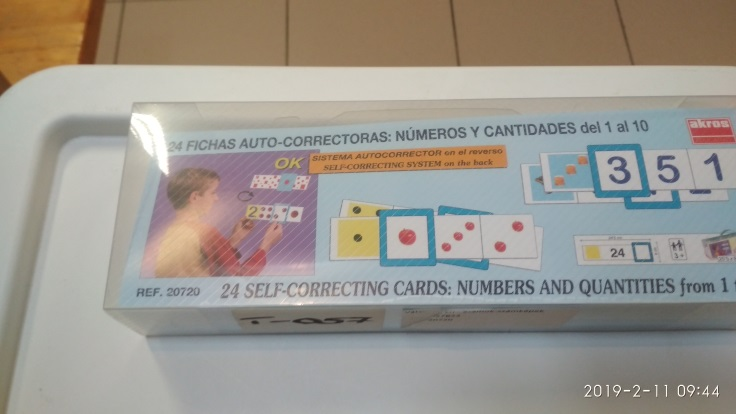 24 FICHAS AUTO-CORRECTORAS: NÚMEROS Y CANTIDADES del 1 al 10
akros
OK
SISTEMA AUTOCORRECTOR en el reverso
SELF-CORRECTING SYSTEM on the back
3 5 1
2
24
REF. 20720
24 SELF-CORRECTING CARDS: NUMBERS AND QUANTITIES from 1
T-057
2019-2-11 09:44